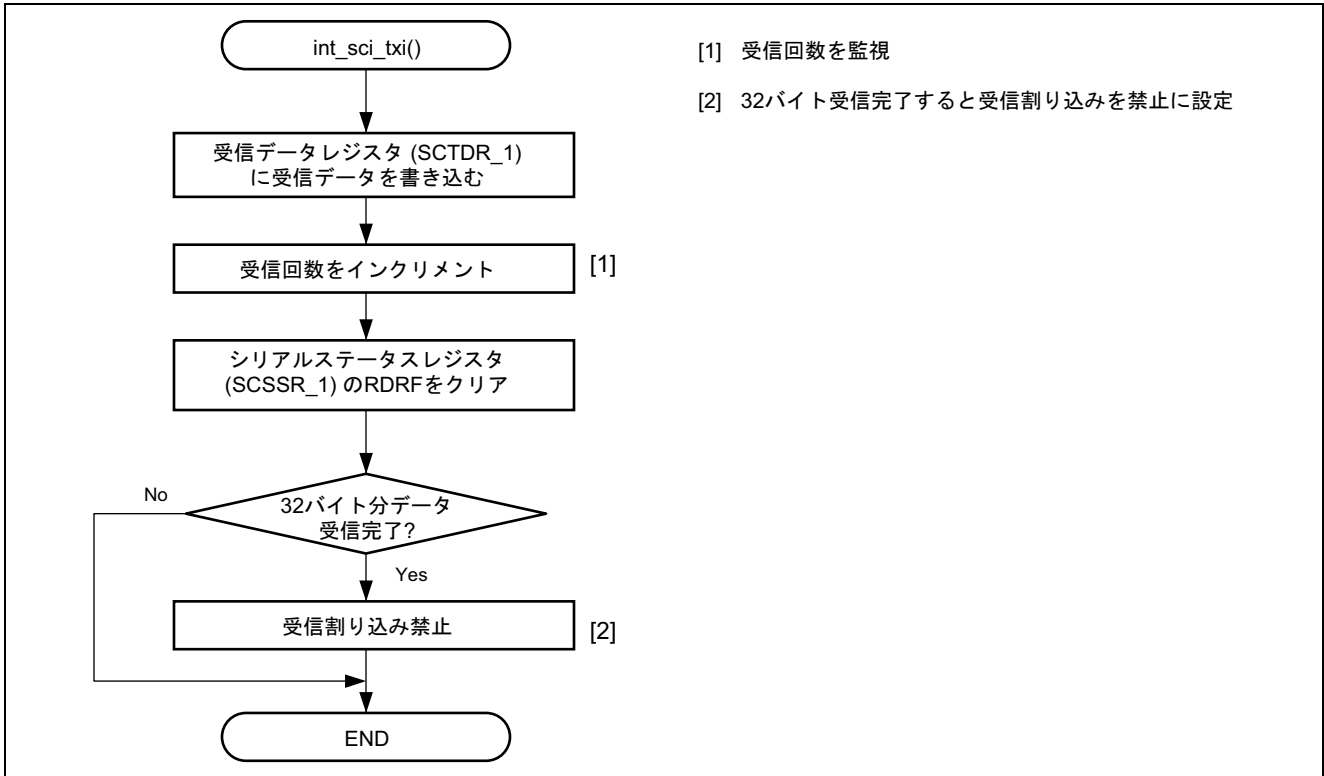 int_sci_txi()
[1] 受信回数を監視
[2] 32バイト受信完了すると受信割り込みを禁止に設定
受信データレジスタ (SCTDR_1)
に受信データを書き込む
受信回数をインクリメント
[1]
シリアルステータスレジスタ
(SCSSR_1) のRDRFをクリア
No
32バイト分データ
受信完了?
Yes
受信割り込み禁止
[2]
END